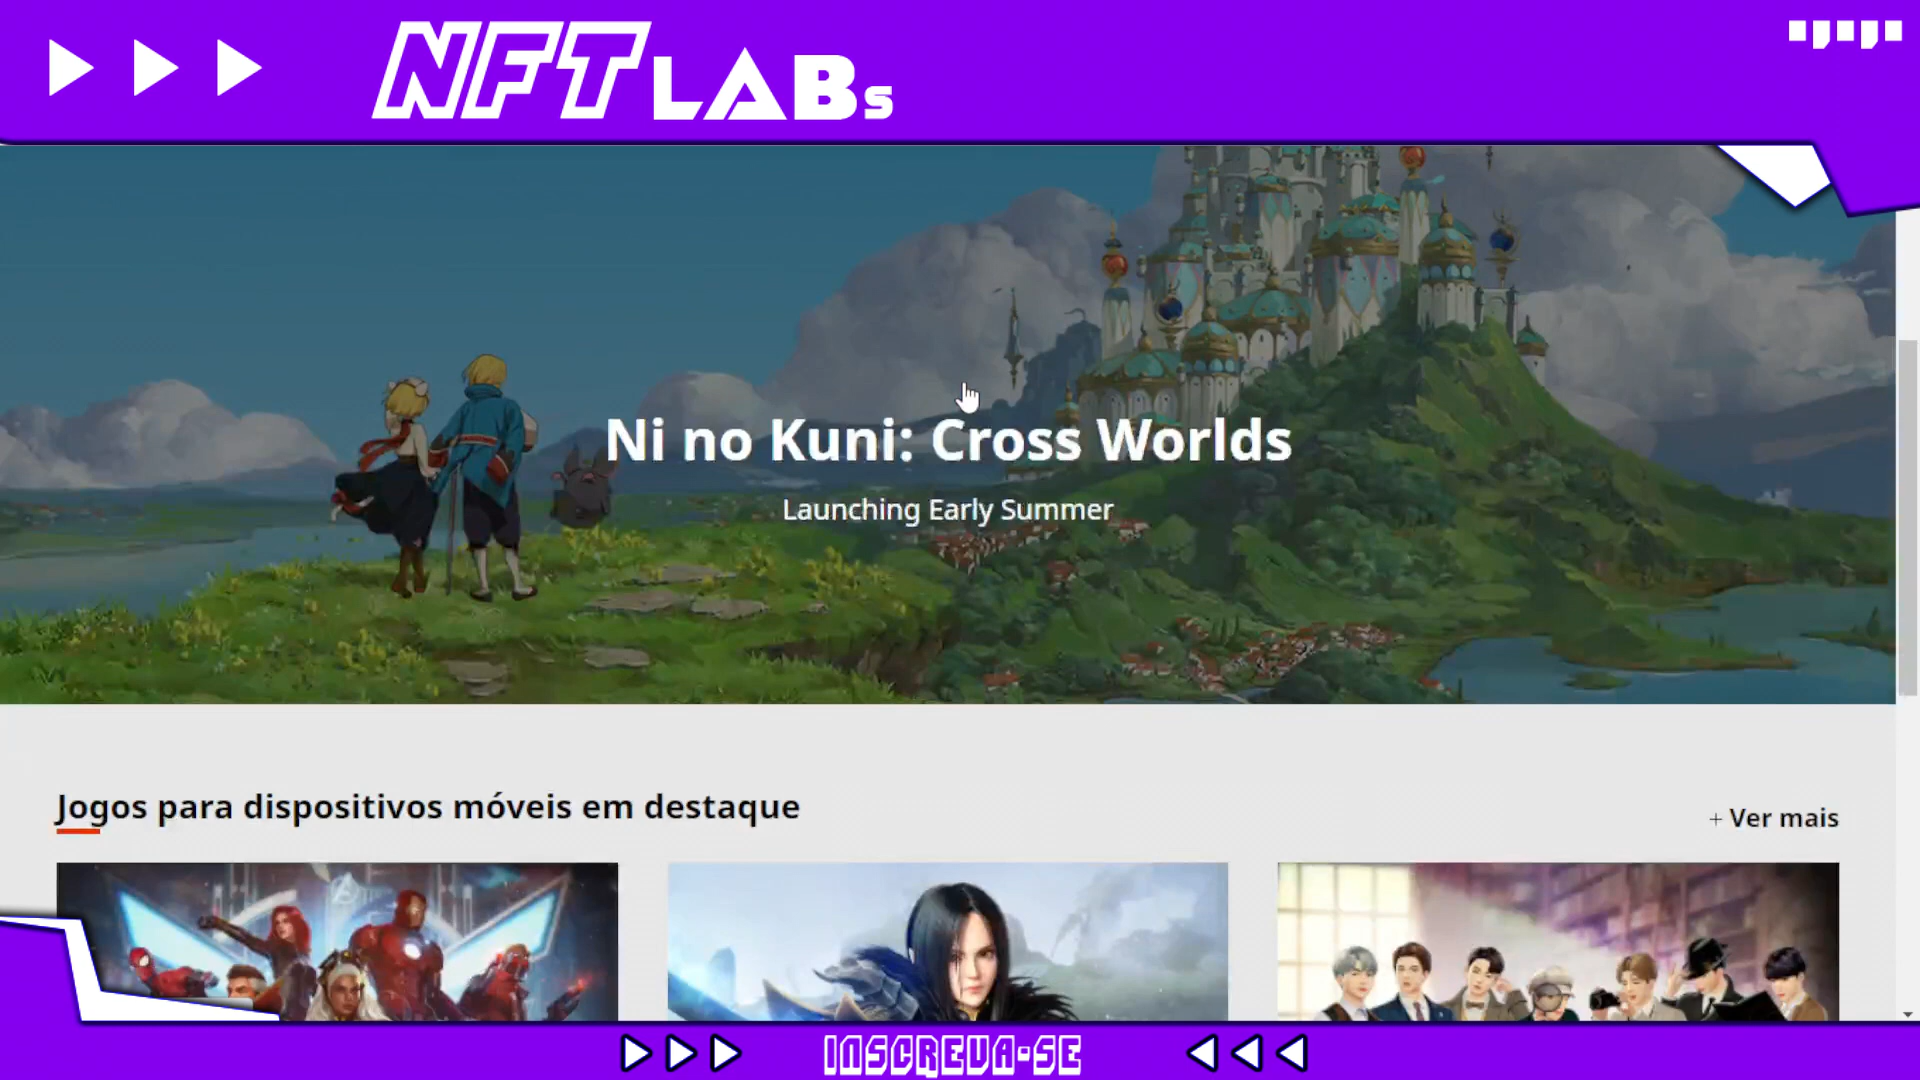 NFT LABs
Ni no Kuni: Cross Worlds
Launching Early Summer
Jogos para dispositivos móveis em destaque
+ Ver mais
INSCREVA-SE